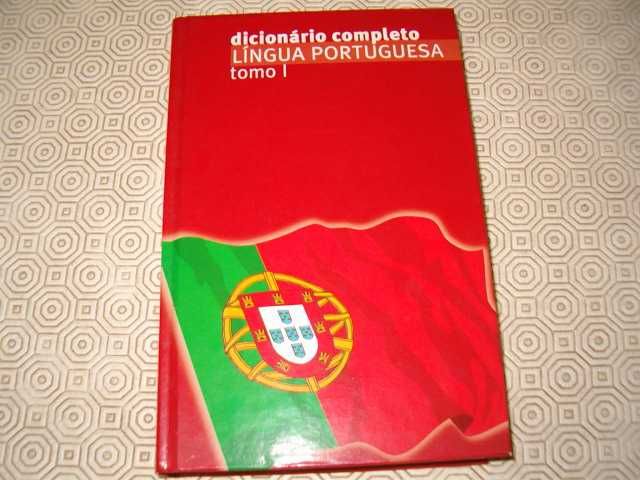 dicionário completo
LÍNGUA PORTUGUESA
tomo I